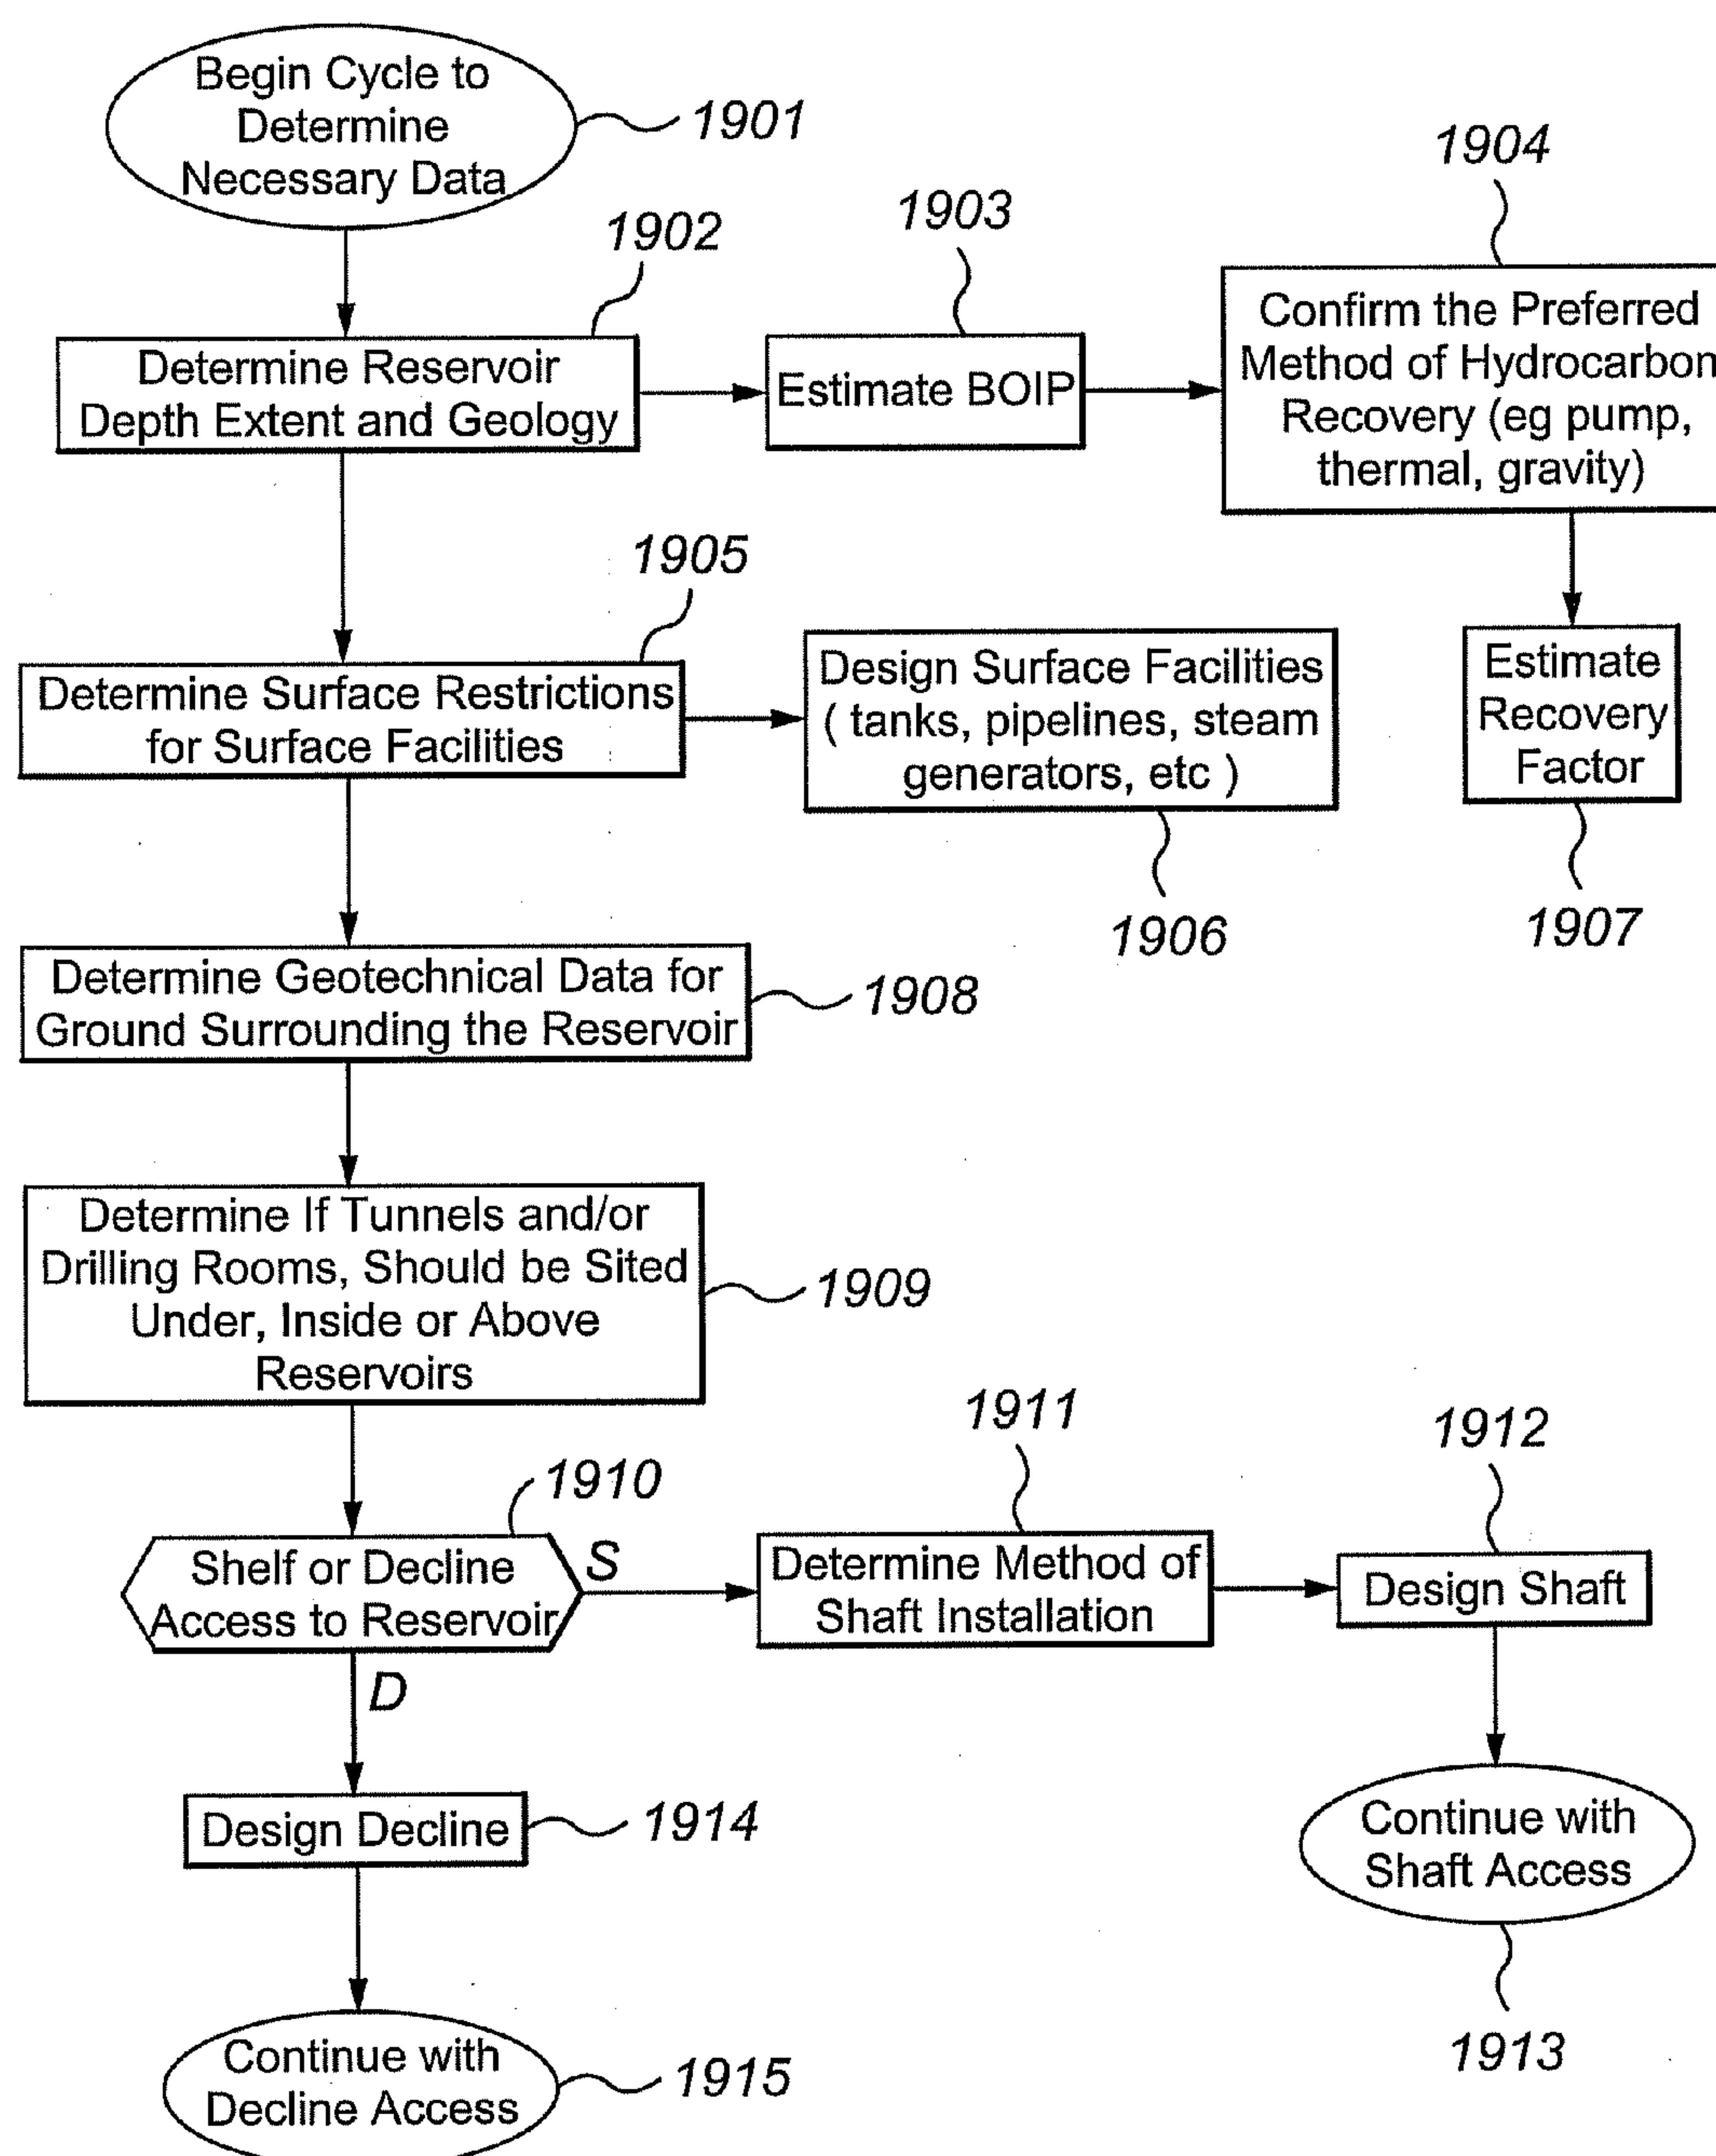 Begin Cycle to
Determine
Necessary Data
1901
1902
Determine Reservoir
Depth Extent and Geology
1903
Estimate BOIP
1904
Confirm the Preferred
Method of Hydrocarbon
Recovery (eg pump,
thermal, gravity)
1905
Determine Surface Restrictions
for Surface Facilities
Design Surface Facilities
( tanks, pipelines, steam
generators, etc )
1906
Estimate
Recovery
Factor
1907
Determine Geotechnical Data for
Ground Surrounding the Reservoir
1908
Determine If Tunnels and/or
Drilling Rooms, Should be Sited
Under, Inside or Above
Reservoirs
1909
1910
Shelf or Decline
Access to Reservoir
S
D
1911
Determine Method of
Shaft Installation
1912
Design Shaft
Continue with
Shaft Access
1913
Design Decline
1914
Continue with
Decline Access
1915